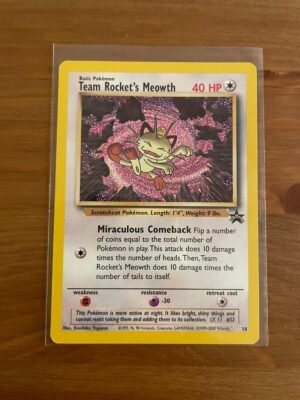 Basic Pokémon
Team Rocket's Meowth 40 HP
Scratchcat Pokémon. Length: 1'4", Weight: 9 lbs.
Miraculous Comeback Flip a
number of coins equal to the total number of
Pokémon in play. This attack does 10 damage
times the number of heads. Then, Team
Rocket's Meowth does 10 damage times the
number of tails to itself.
weakness resistance retreat cost
-30
This Pokémon is more active at night. It likes bright, shiny things and
cannot resist taking them and adding them to its collection. LV. 11 #52
Illus.
18